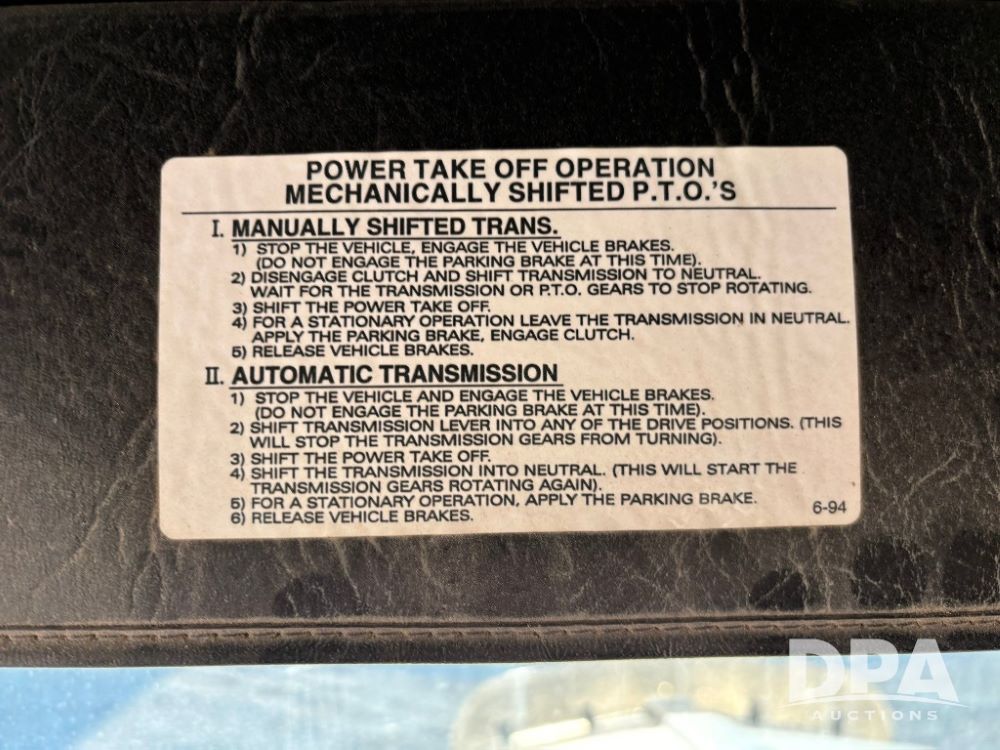 POWER TAKE OFF OPERATION
MECHANICALLY SHIFTED P.T.O.'S
I. MANUALLY SHIFTED TRANS.
1) STOP THE VEHICLE, ENGAGE THE VEHICLE BRAKES.
(DO NOT ENGAGE THE PARKING BRAKE AT THIS TIME).
2) DISENGAGE CLUTCH AND SHIFT TRANSMISSION TO NEUTRAL.
WAIT FOR THE TRANSMISSION OR P.T.O. GEARS TO STOP ROTATING.
3) SHIFT THE POWER TAKE OFF.
4) FOR A STATIONARY OPERATION LEAVE THE TRANSMISSION IN NEUTRAL.
APPLY THE PARKING BRAKE, ENGAGE CLUTCH.
5) RELEASE VEHICLE BRAKES.
II. AUTOMATIC TRANSMISSION
1) STOP THE VEHICLE AND ENGAGE THE VEHICLE BRAKES.
(DO NOT ENGAGE THE PARKING BRAKE AT THIS TIME).
2) SHIFT TRANSMISSION LEVER INTO ANY OF THE DRIVE POSITIONS. (THIS
WILL STOP THE TRANSMISSION GEARS FROM TURNING).
3) SHIFT THE POWER TAKE OFF.
4) SHIFT THE TRANSMISSION INTO NEUTRAL. (THIS WILL START THE
TRANSMISSION GEARS ROTATING AGAIN).
5) FOR A STATIONARY OPERATION, APPLY THE PARKING BRAKE.
6) RELEASE VEHICLE BRAKES.
6-94
DPA
AUCTIONS